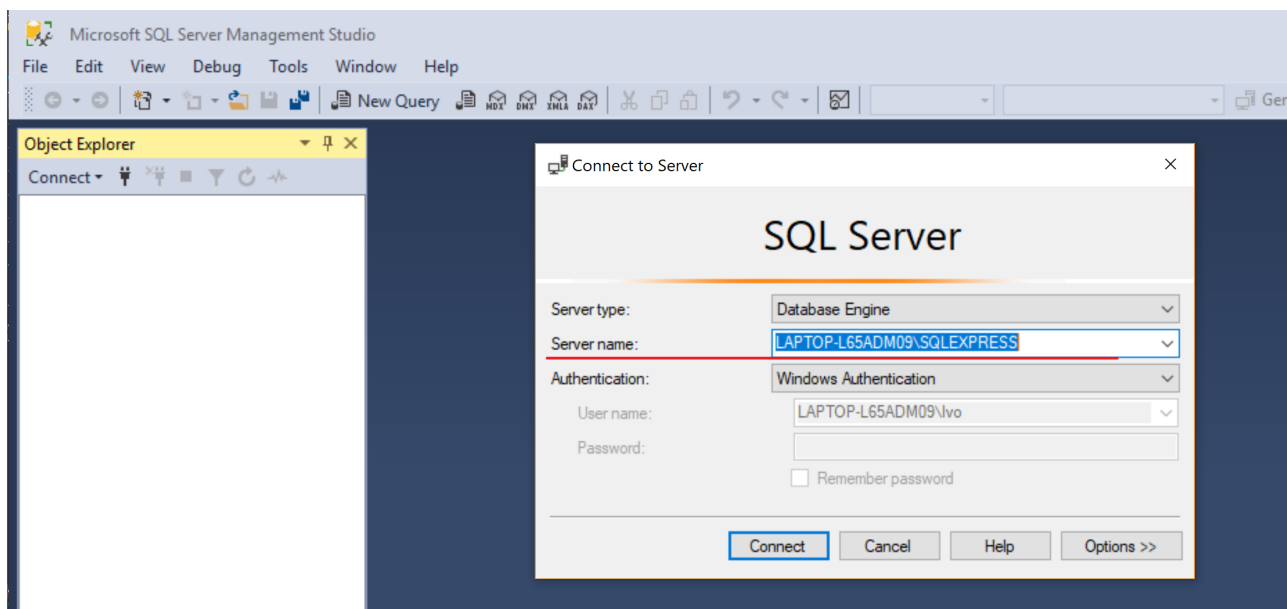 Microsoft SQL Server Management Studio
File Edit View Debug Tools Window Help
New Query MDX DMX XMLA DAX
Object Explorer
Connect
Connect to Server
SQL Server
Server type: Database Engine
Server name: LAPTOP-L65ADM09\SQLEXPRESS
Authentication: Windows Authentication
User name: LAPTOP-L65ADM09\Ivo
Password:
Remember password
Connect Cancel Help Options >>